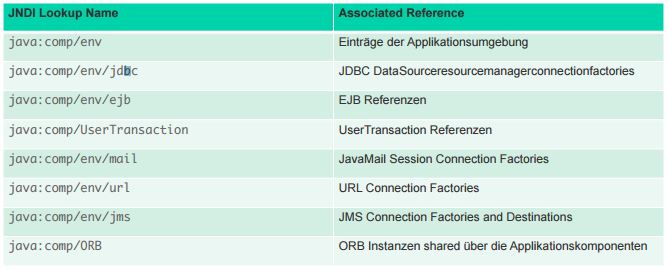 JNDI Lookup Name Associated Reference
java:comp/env Einträge der Applikationsumgebung
java:comp/env/jdbc JDBC DataSourceresourcemanagerconnectionfactories
java:comp/env/ejb EJB Referenzen
java:comp/UserTransaction UserTransaction Referenzen
java:comp/env/mail JavaMail Session Connection Factories
java:comp/env/url URL Connection Factories
java:comp/env/jms JMS Connection Factories and Destinations
java:comp/ORB ORB Instanzen shared über die Applikationskomponenten